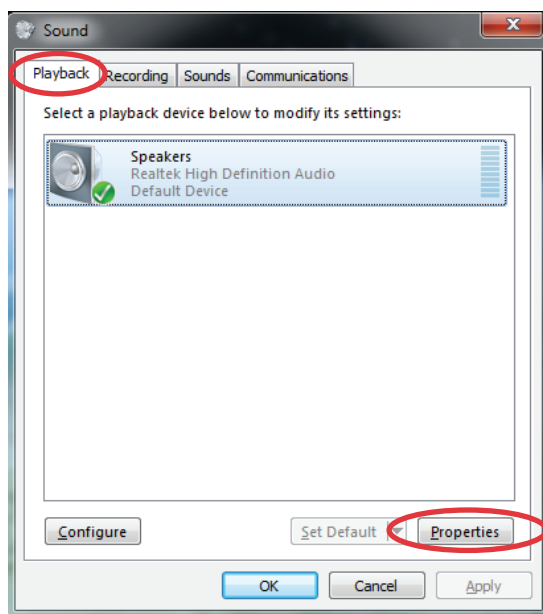 Sound
Playback Recording Sounds Communications
Select a playback device below to modify its settings:
Speakers
Realtek High Definition Audio
Default Device
Configure Set Default Properties
OK Cancel Apply